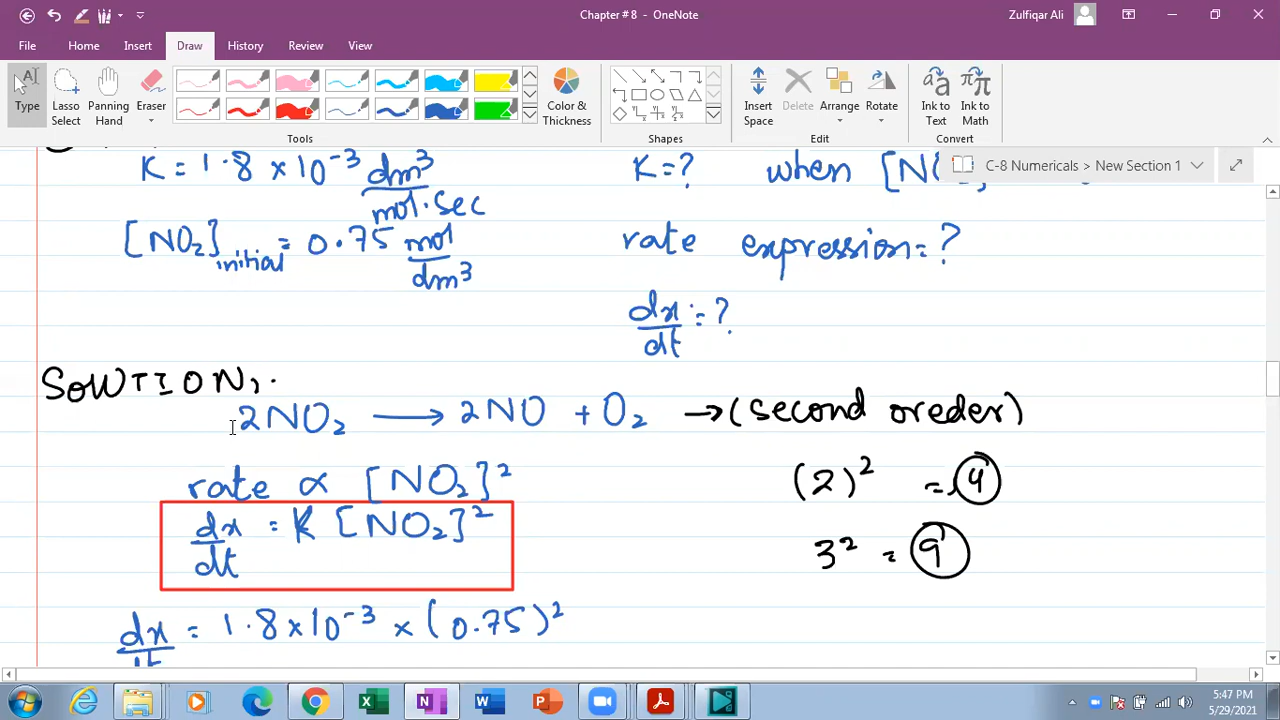 Chapter # 8 - OneNote
Zulfiqar Ali
File Home Insert Draw History Review View
Type
Lasso Select
Panning Hand
Eraser
Color & Thickness
Insert Space
Delete
Arrange
Rotate
Ink to Text
Ink to Math
Tools
Shapes
Edit
Convert
C-8 Numericals > New Section 1
K = 1.8 x 10⁻³ dm³/mol. Sec
K = ? when [NO
[NO₂]initial = 0.75 mol/dm³
rate expression = ?
dx/dt = ?
SOLUTION:
2NO₂ → 2NO + O₂ → (second oreder)
rate ∝ [NO₂]²
(2)² = 4
dx/dt = K [NO₂]²
3² = 9
dx/dt = 1.8 x 10⁻³ x (0.75)²
5:47 PM
5/29/2021